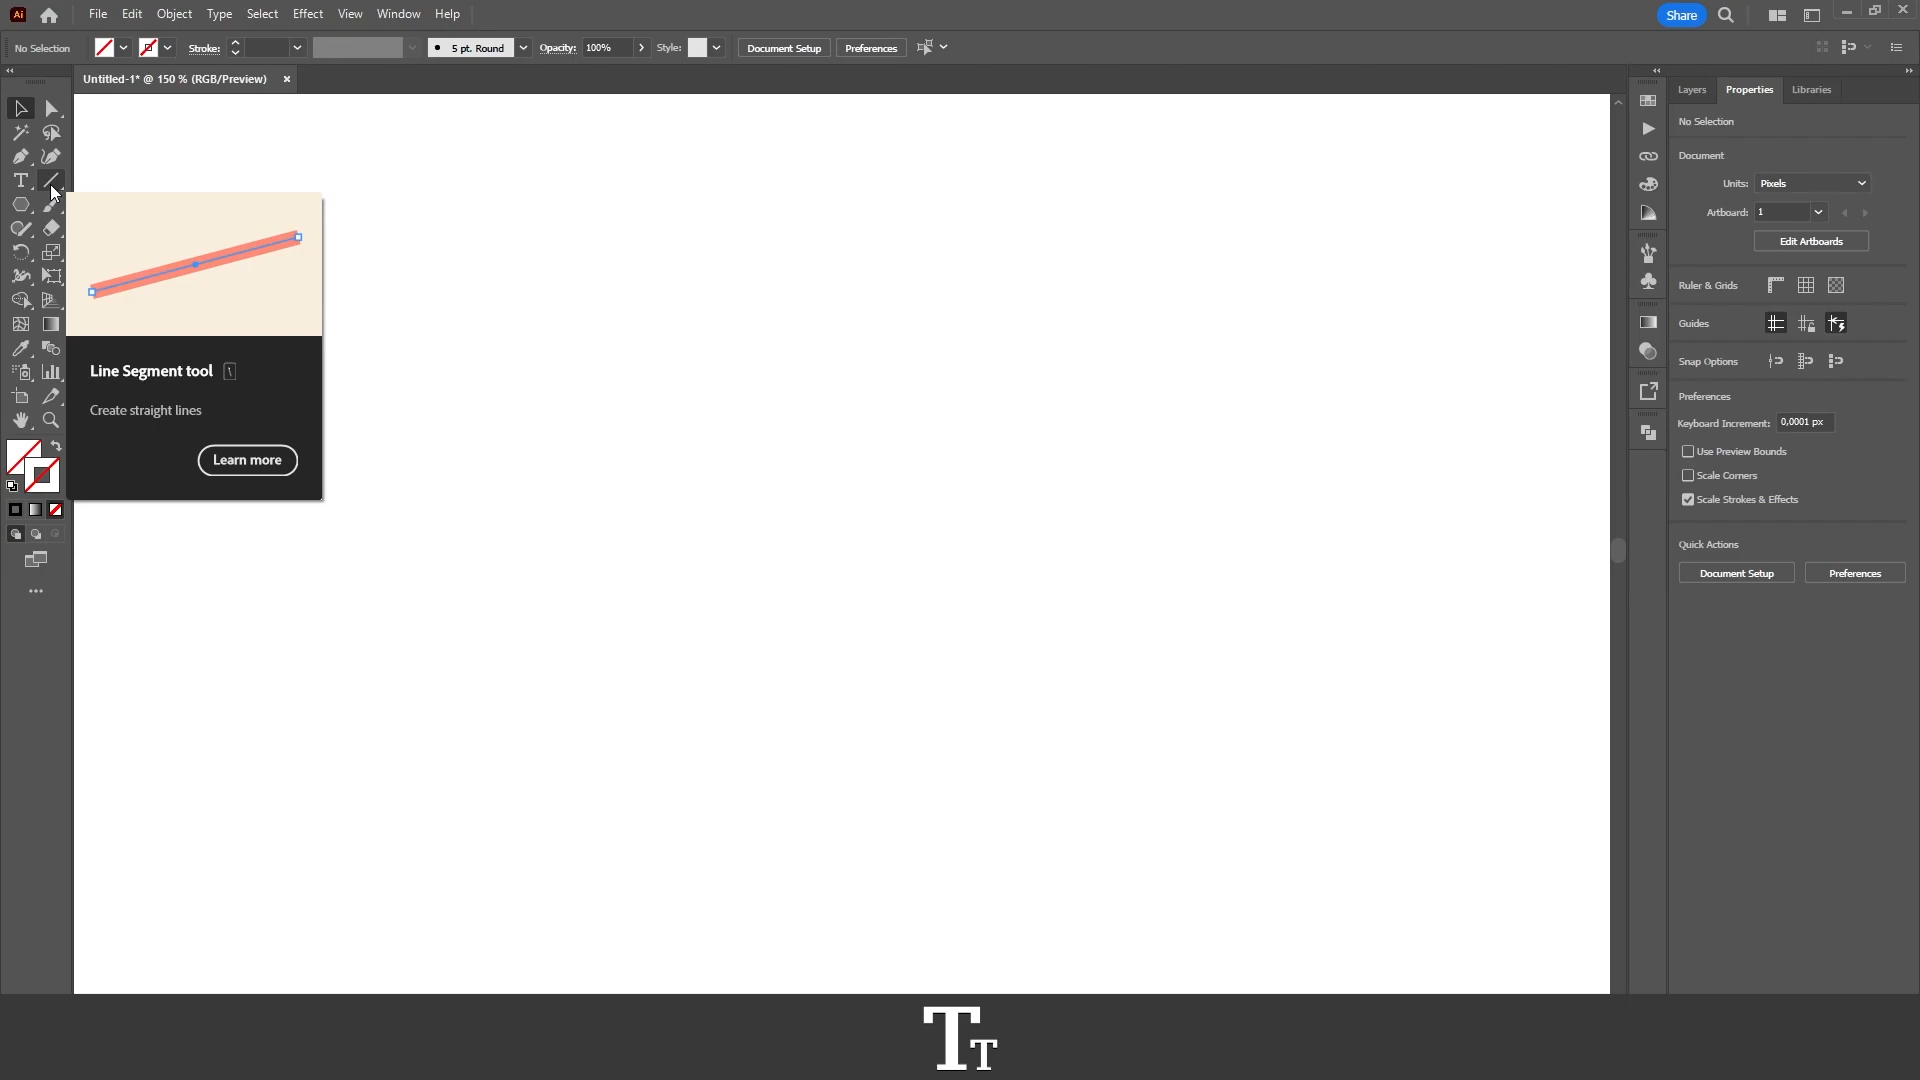 Ai File Edit Object Type Select Effect View Window Help Share
No Selection Stroke: 5 pt. Round Opacity: 100% Style: Document Setup Preferences
Untitled-1* @ 150 % (RGB/Preview)
Line Segment tool \
Create straight lines
Learn more
Layers Properties Libraries
No Selection
Document
Units: Pixels
Artboard: 1
Edit Artboards
Ruler & Grids
Guides
Snap Options
Preferences
Keyboard Increment: 0,0001 px
Use Preview Bounds
Scale Corners
Scale Strokes & Effects
Quick Actions
Document Setup Preferences
TT